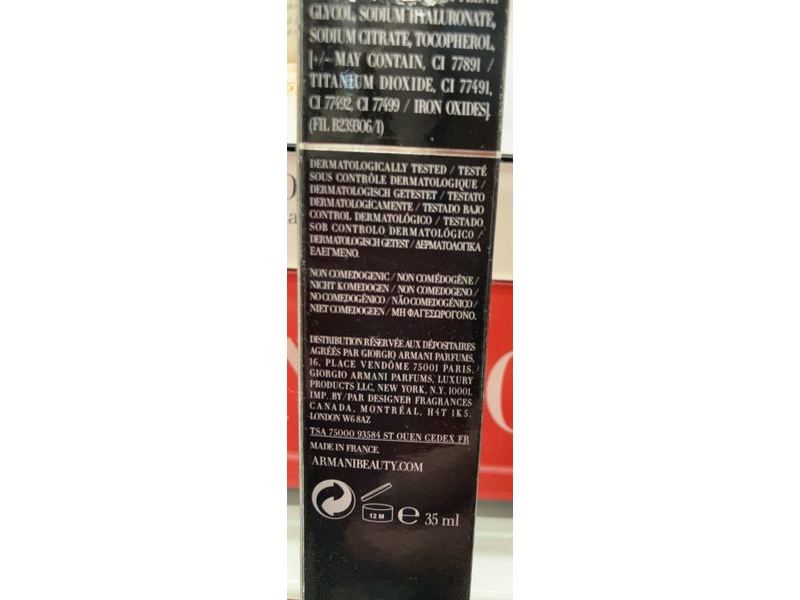 GLYCOL, SODIUM HYALURONATE,
SODIUM CITRATE, TOCOPHEROL,
[+/– MAY CONTAIN, CI 77891 /
TITANIUM DIOXIDE, CI 77491,
CI 77492, CI 77499 / IRON OXIDES].
(FIL B239306/1)
DERMATOLOGICALLY TESTED / TESTÉ
SOUS CONTRÔLE DERMATOLOGIQUE /
DERMATOLOGISCH GETESTET / TESTATO
DERMATOLOGICAMENTE / TESTADO BAJO
CONTROL DERMATOLÓGICO / TESTADO
SOB CONTROLO DERMATOLÓGICO /
DERMATOLOGISCH GETEST / ΔΕΡΜΑΤΟΛΟΓΙΚΑ
ΕΛΕΓΜΕΝΟ.
NON COMEDOGENIC / NON COMÉDOGÈNE /
NICHT KOMEDOGEN / NON COMEDOGENO /
NO COMEDOGÉNICO / NÃO COMEDOGÉNICO /
NIET COMEDOGEEN / ΜΗ ΦΑΓΕΣΩΡΟΓΟΝΟ.
DISTRIBUTION RÉSERVÉE AUX DÉPOSITAIRES
AGRÉÉS PAR GIORGIO ARMANI PARFUMS,
16, PLACE VENDÔME 75001 PARIS /
GIORGIO ARMANI PARFUMS, LUXURY
PRODUCTS LLC, NEW YORK, N.Y. 10001.
IMP. BY/PAR DESIGNER FRAGRANCES
CANADA, MONTRÉAL, H4T 1K5.
LONDON W6 8AZ
TSA 75000 93584 ST OUEN CEDEX, FR
MADE IN FRANCE.
ARMANIBEAUTY.COM
12 M ℮ 35 ml